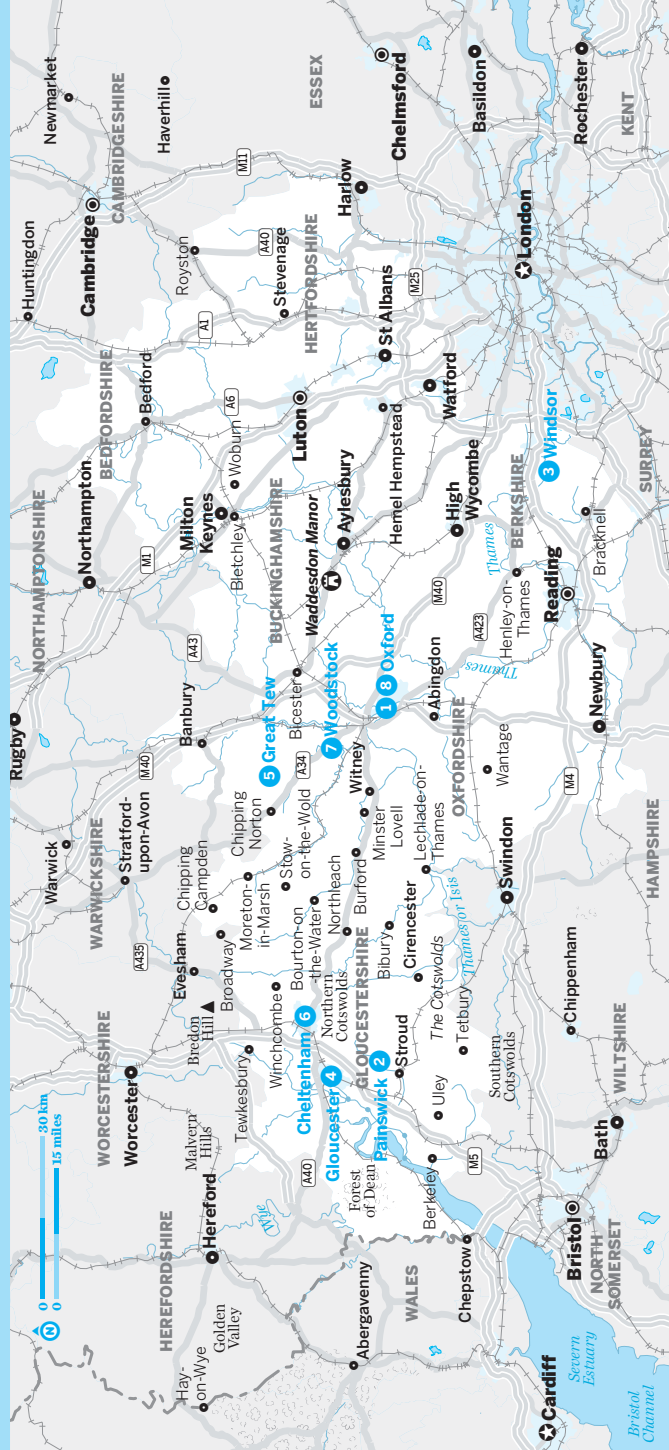 N
0
30 km
0
15 miles
HEREFORDSHIRE
Hay-
on-Wye
Golden
Valley
Hereford
Wye
Abergavenny
WALES
Chepstow
Cardiff
Severn
Estuary
Bristol
Channel
WORCESTERSHIRE
Worcester
Malvern
Hills
Bredon
Hill
Tewkesbury
Evesham
Broadway
Winchcombe
A435
A40
Cheltenham 6
Gloucester 4
Painswick 2
GLOUCESTERSHIRE
Northern
Cotswolds
Forest
of Dean
Stroud
Uley
Berkeley
M5
The Cotswolds
Tetbury
Southern
Cotswolds
Bristol
NORTH
SOMERSET
Bath
WILTSHIRE
Chippenham
WARWICKSHIRE
Warwick
Rugby
Stratford-
upon-Avon
M40
Chipping
Campden
Moreton-
in-Marsh
Stow-
on-the-Wold
Bourton-on
-the-Water
Northleach
Burford
Bibury
Cirencester
Lechlade-on-
Thames
Thames or Isis
Chipping
Norton
Minster
Lovell
Witney
A34
5 Great Tew
7 Woodstock
1 8 Oxford
Banbury
A43
Bicester
OXFORDSHIRE
Abingdon
Wantage
Swindon
M4
Newbury
HAMPSHIRE
NORTHAMPTONSHIRE
Northampton
M1
Milton
Keynes
Bletchley
Woburn
BUCKINGHAMSHIRE
Waddesdon Manor
Aylesbury
M40
A423
Thames
Thames
Henley-on-
Thames
Reading
BERKSHIRE
Bracknell
High
Wycombe
Hemel Hempstead
3 Windsor
SURREY
BEDFORDSHIRE
Bedford
A6
A1
Luton
Watford
St Albans
M25
HERTFORDSHIRE
Stevenage
A40
Royston
Huntingdon
Cambridge
CAMBRIDGESHIRE
Newmarket
Haverhill
M11
Harlow
ESSEX
Chelmsford
Basildon
London
Rochester
KENT